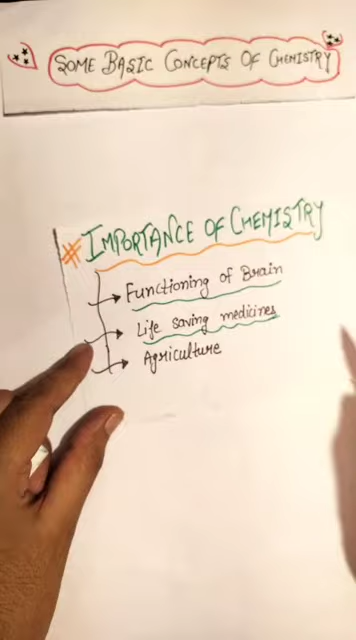 SOME BASIC CONCEPTS OF CHEMISTRY
# IMPORTANCE OF CHEMISTRY
→ Functioning of Brain
→ Life saving medicines
→ Agriculture